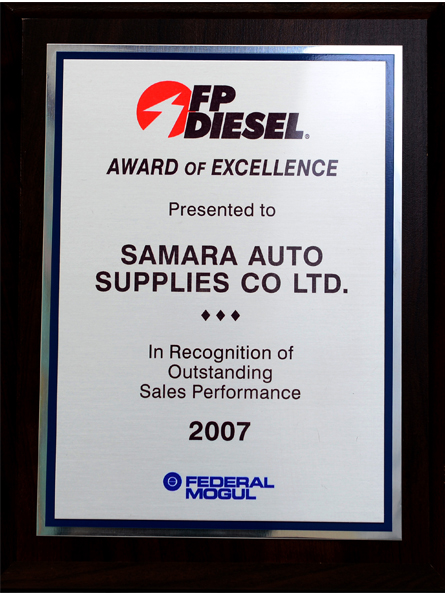 FP
DIESEL®
AWARD OF EXCELLENCE
Presented to
SAMARA AUTO
SUPPLIES CO LTD.
♦♦♦
In Recognition of
Outstanding
Sales Performance
2007
FEDERAL
MOGUL